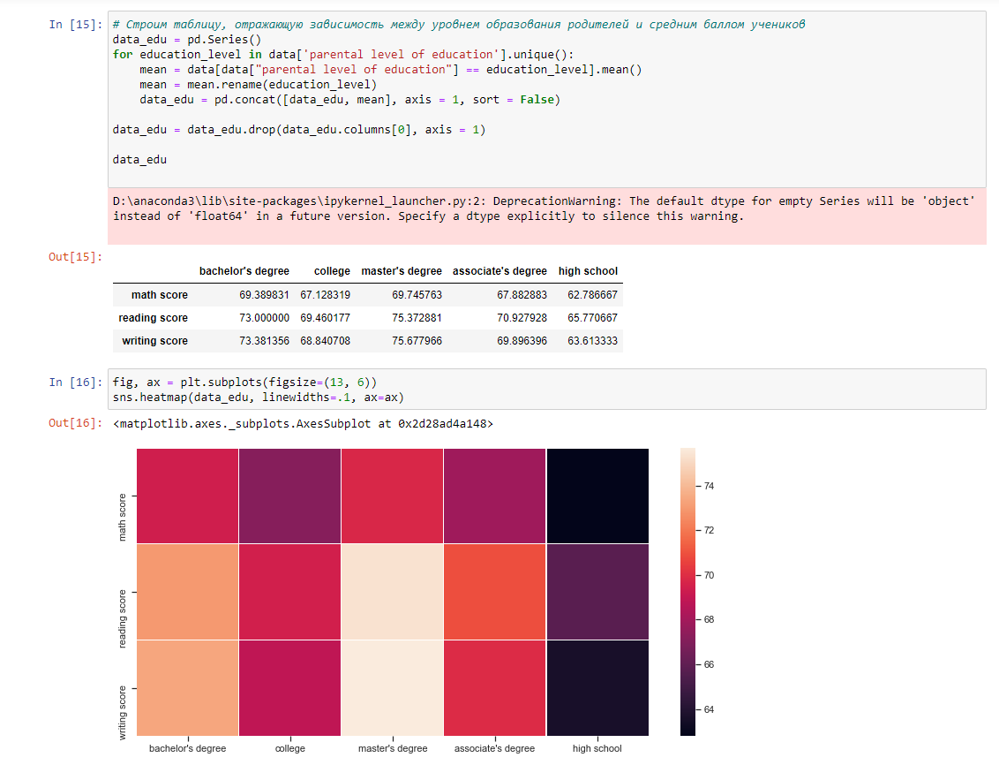 In [15]: # Строим таблицу, отражающую зависимость между уровнем образования родителей и средним баллом учеников
data_edu = pd.Series()
for education_level in data['parental level of education'].unique():
    mean = data[data["parental level of education"] == education_level].mean()
    mean = mean.rename(education_level)
    data_edu = pd.concat([data_edu, mean], axis = 1, sort = False)
data_edu = data_edu.drop(data_edu.columns[0], axis = 1)
data_edu
D:\anaconda3\lib\site-packages\ipykernel_launcher.py:2: DeprecationWarning: The default dtype for empty Series will be 'object'
instead of 'float64' in a future version. Specify a dtype explicitly to silence this warning.
Out[15]:
bachelor's degree college master's degree associate's degree high school
math score 69.389831 67.128319 69.745763 67.882883 62.786667
reading score 73.000000 69.460177 75.372881 70.927928 65.770667
writing score 73.381356 68.840708 75.677966 69.896396 63.613333
In [16]: fig, ax = plt.subplots(figsize=(13, 6))
sns.heatmap(data_edu, linewidths=.1, ax=ax)
Out[16]: <matplotlib.axes._subplots.AxesSubplot at 0x2d28ad4a148>
math score
reading score
writing score
bachelor's degree college master's degree associate's degree high school
74
72
70
68
66
64